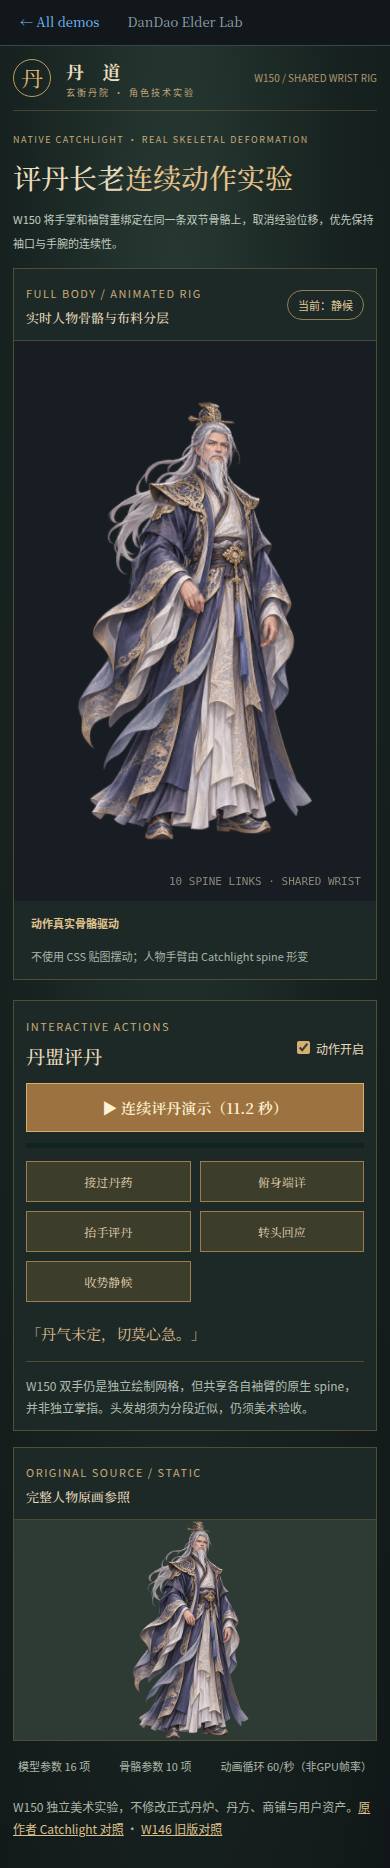 ← All demos DanDao Elder Lab
丹 丹 道
玄衡丹院 · 角色技术实验
W150 / SHARED WRIST RIG
NATIVE CATCHLIGHT · REAL SKELETAL DEFORMATION
评丹长老连续动作实验
W150 将手掌和袖臂重绑定在同一条双节骨骼上，取消经验位移，优先保持
袖口与手腕的连续性。
FULL BODY / ANIMATED RIG
实时人物骨骼与布料分层
当前：静候
10 SPINE LINKS · SHARED WRIST
动作真实骨骼驱动
不使用 CSS 贴图摆动；人物手臂由 Catchlight spine 形变
INTERACTIVE ACTIONS
丹盟评丹
动作开启
▶ 连续评丹演示（11.2 秒）
接过丹药 俯身端详
抬手评丹 转头回应
收势静候
「丹气未定，切莫心急。」
W150 双手仍是独立绘制网格，但共享各自袖臂的原生 spine，
并非独立掌指。头发胡须为分段近似，仍须美术验收。
ORIGINAL SOURCE / STATIC
完整人物原画参照
模型参数 16 项 骨骼参数 10 项 动画循环 60/秒（非GPU帧率）
W150 独立美术实验，不修改正式丹炉、丹方、商铺与用户资产。原
作者 Catchlight 对照 · W146 旧版对照